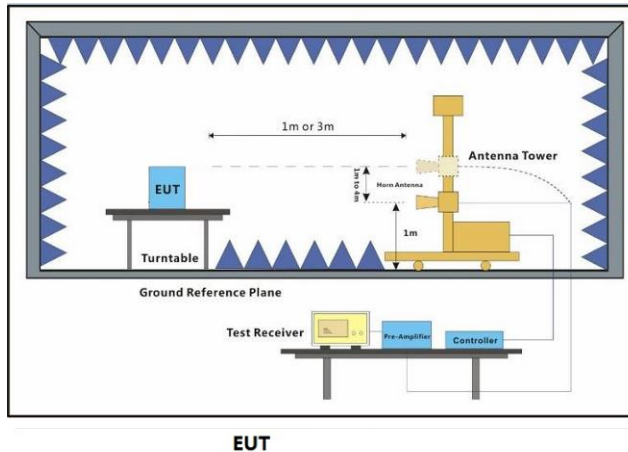 1m or 3m
Antenna Tower
EUT
1m to 4m
Horn Antenna
1m
Turntable
Ground Reference Plane
Test Receiver
Pre-Amplifier
Controller
EUT